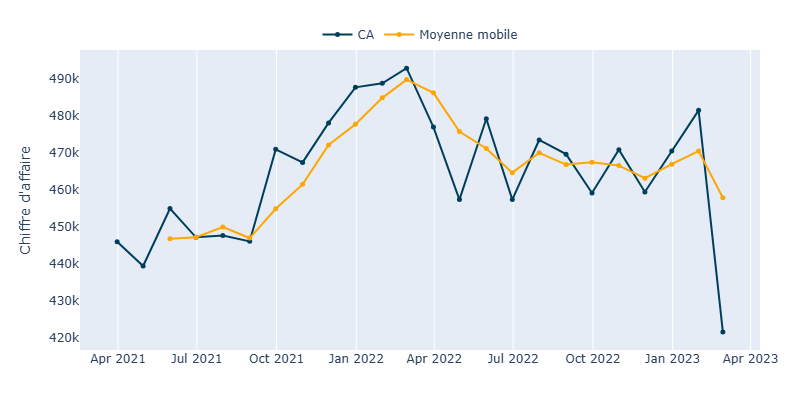 CA
Moyenne mobile
Chiffre d'affaire
490k
480k
470k
460k
450k
440k
430k
420k
Apr 2021
Jul 2021
Oct 2021
Jan 2022
Apr 2022
Jul 2022
Oct 2022
Jan 2023
Apr 2023